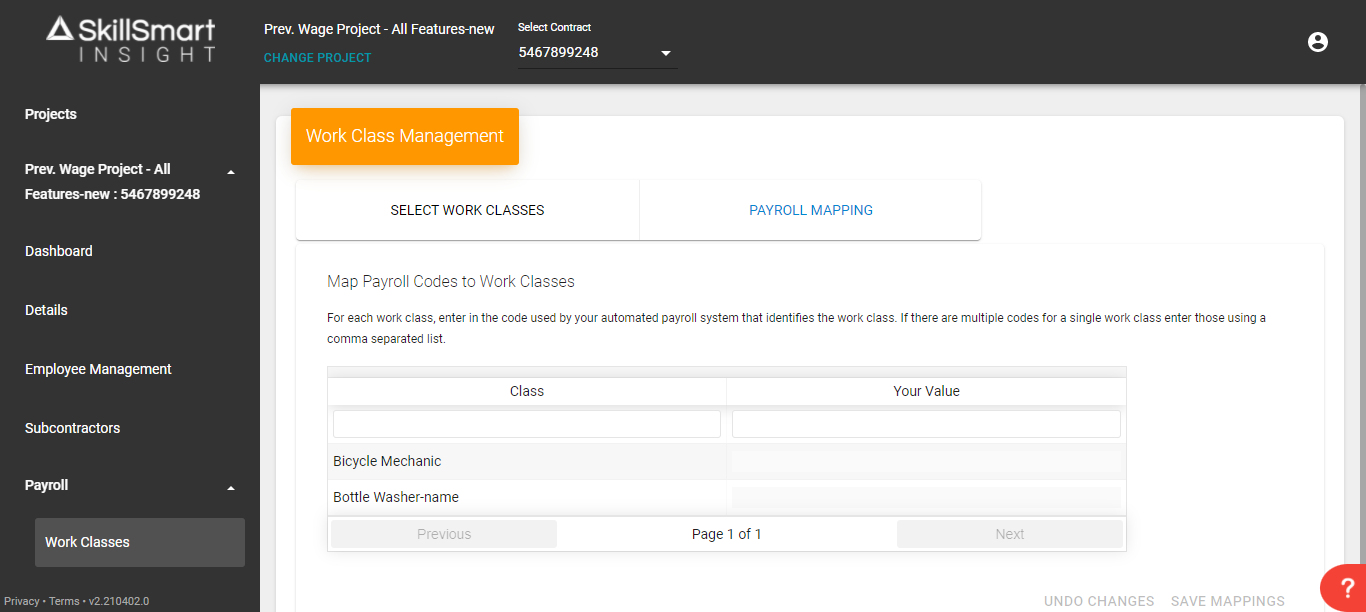 SkillSmart
INSIGHT
Prev. Wage Project - All Features-new
CHANGE PROJECT
Select Contract
5467899248
Projects
Prev. Wage Project - All
Features-new : 5467899248
Dashboard
Details
Employee Management
Subcontractors
Payroll
Work Classes
Privacy • Terms • v2.210402.0
Work Class Management
SELECT WORK CLASSES
PAYROLL MAPPING
Map Payroll Codes to Work Classes
For each work class, enter in the code used by your automated payroll system that identifies the work class. If there are multiple codes for a single work class enter those using a
comma separated list.
Class
Your Value
Bicycle Mechanic
Bottle Washer-name
Previous
Page 1 of 1
Next
UNDO CHANGES
SAVE MAPPINGS
?